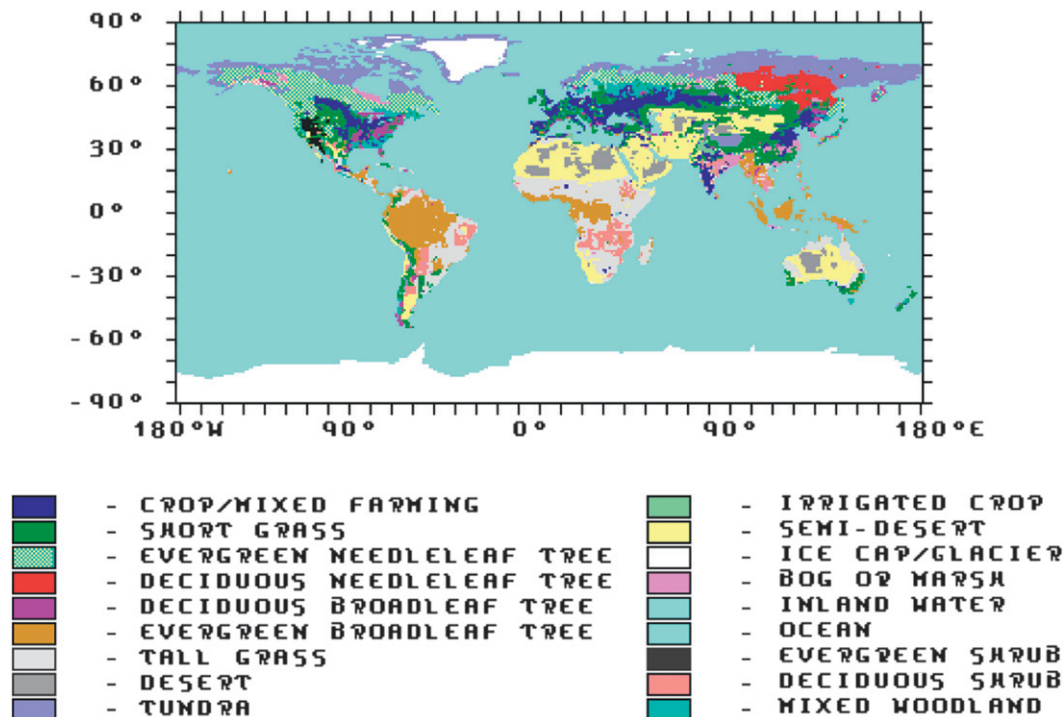 90°
60°
30°
0°
-30°
-60°
-90°
180°W 90° 0° 90° 180°E
- CROP/MIXED FARMING
- SHORT GRASS
- EVERGREEN NEEDLELEAF TREE
- DECIDUOUS NEEDLELEAF TREE
- DECIDUOUS BROADLEAF TREE
- EVERGREEN BROADLEAF TREE
- TALL GRASS
- DESERT
- TUNDRA
- IRRIGATED CROP
- SEMI-DESERT
- ICE CAP/GLACIER
- BOG OR MARSH
- INLAND WATER
- OCEAN
- EVERGREEN SHRUB
- DECIDUOUS SHRUB
- MIXED WOODLAND